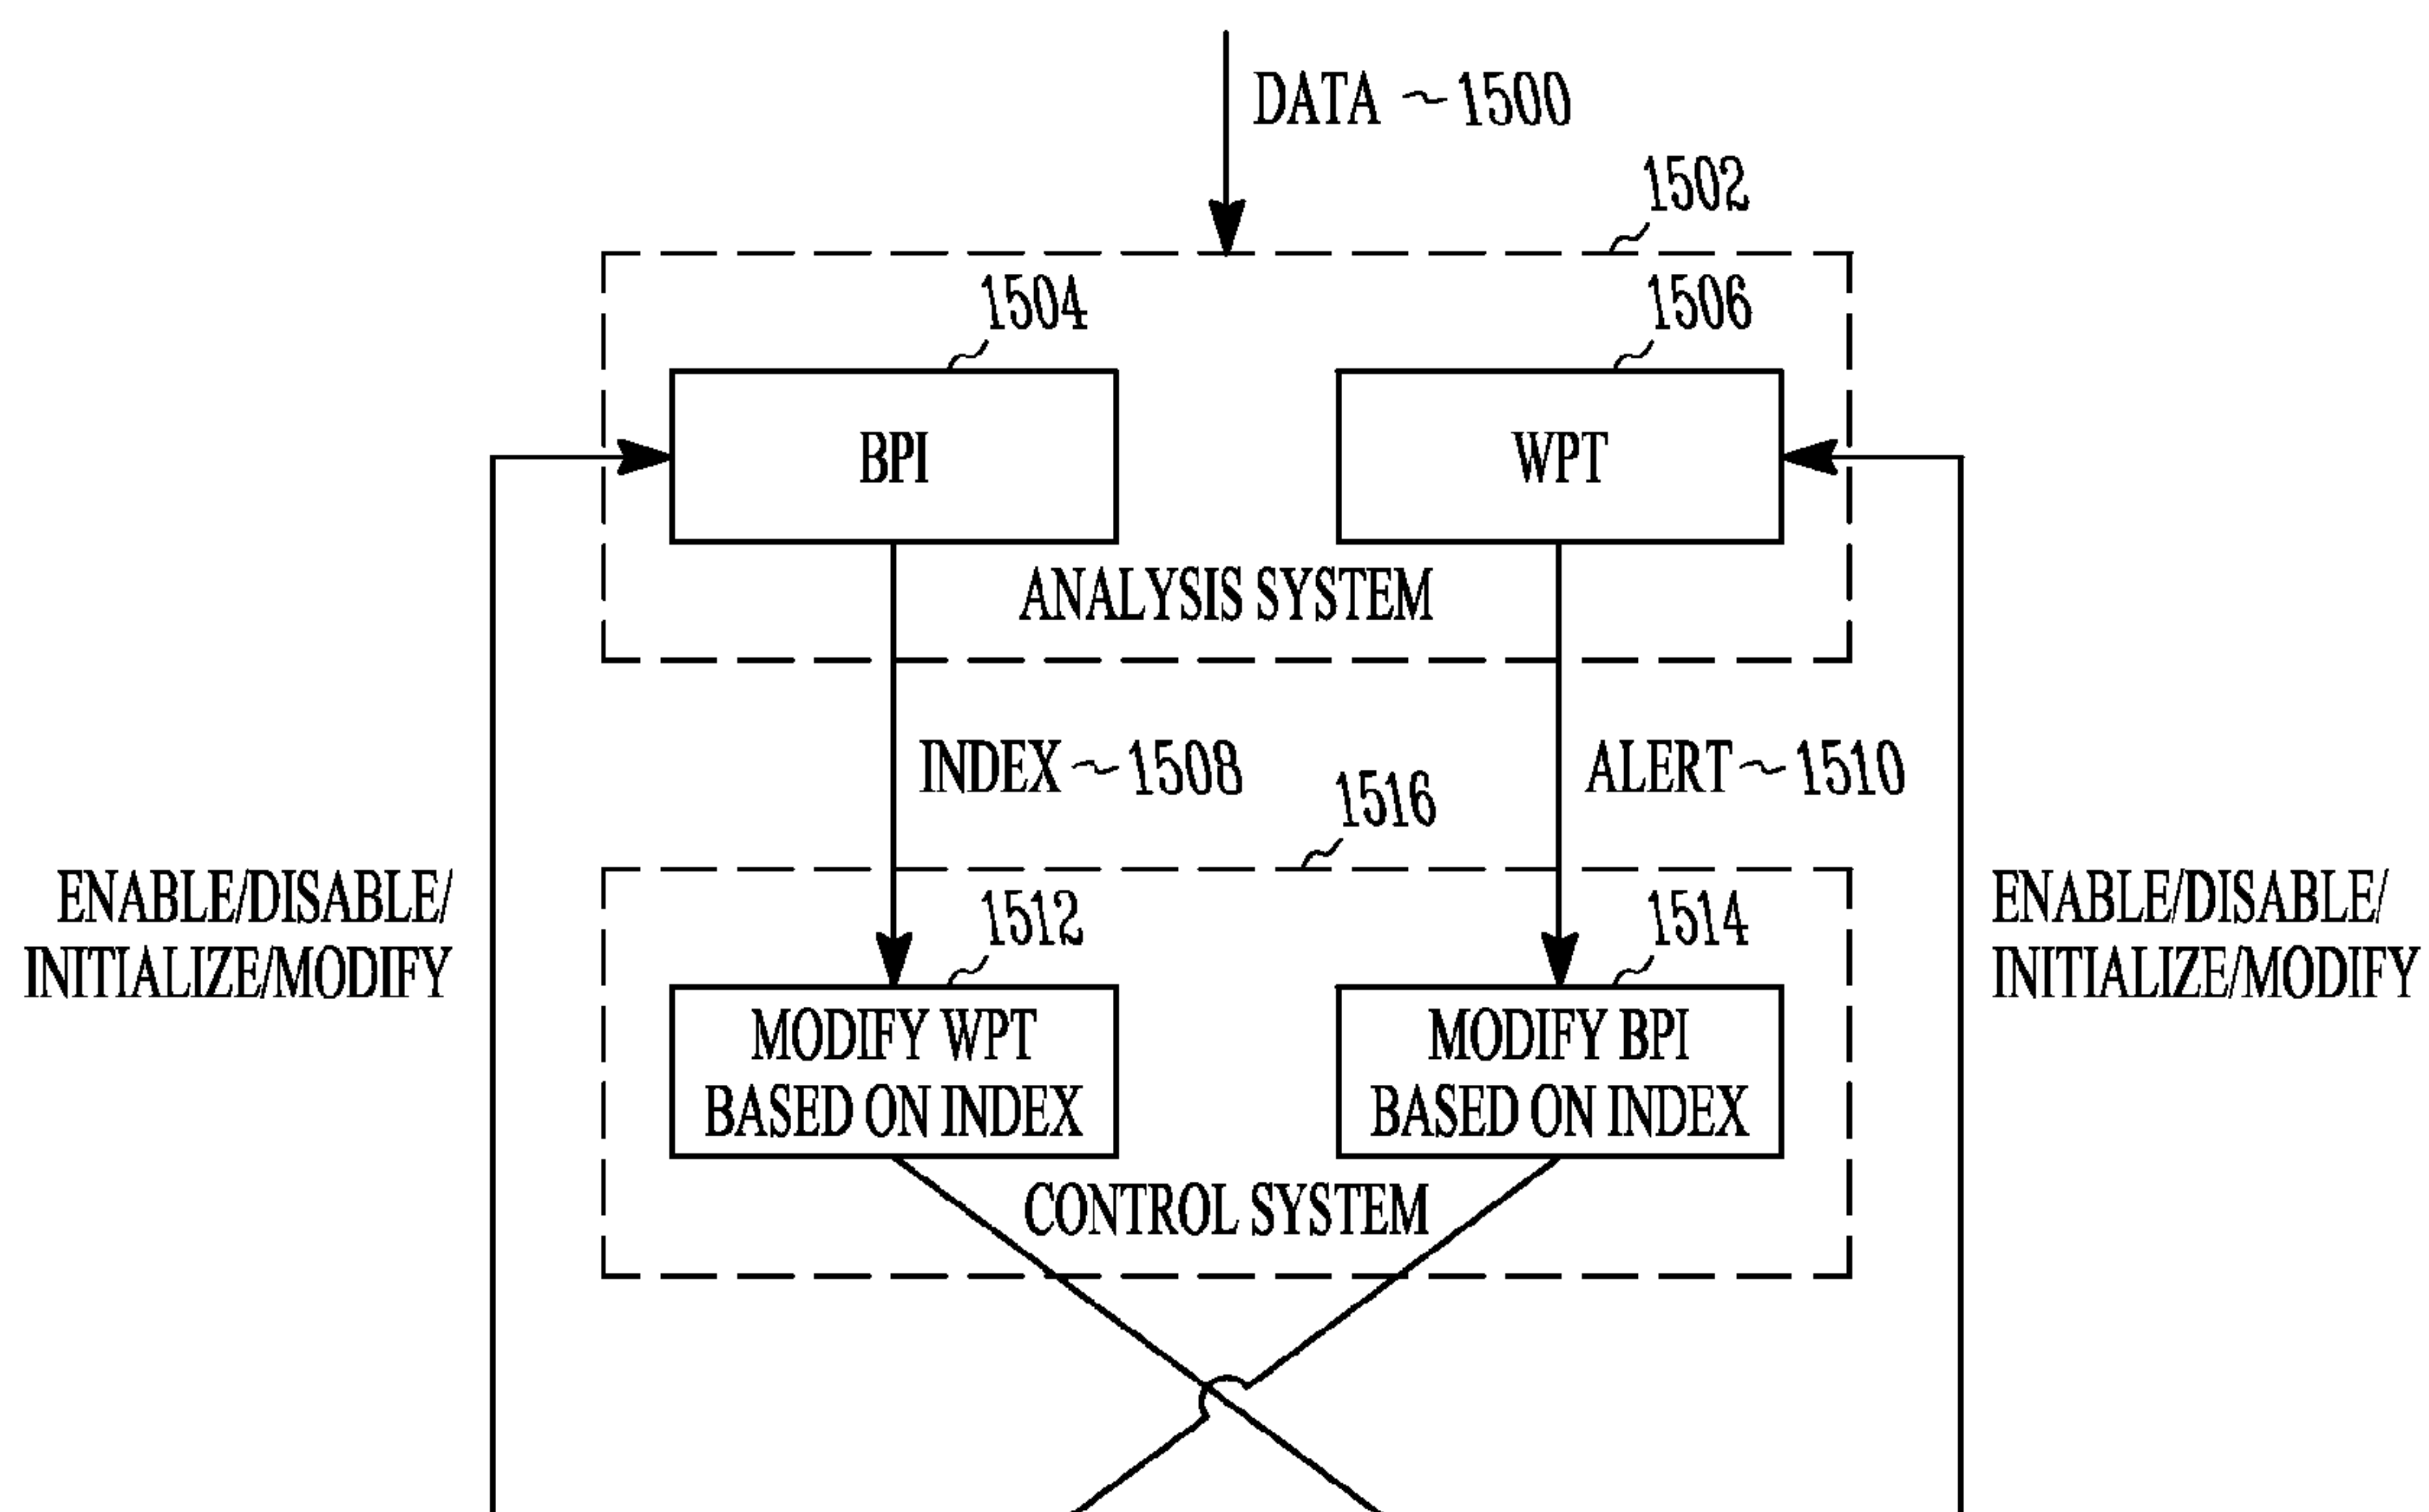 DATA ~1500
1502
1504
1506
BPI
WPT
ANALYSIS SYSTEM
INDEX ~1508
ALERT ~1510
1516
ENABLE/DISABLE/
INITIALIZE/MODIFY
ENABLE/DISABLE/
INITIALIZE/MODIFY
1512
1514
MODIFY WPT
BASED ON INDEX
MODIFY BPI
BASED ON INDEX
CONTROL SYSTEM